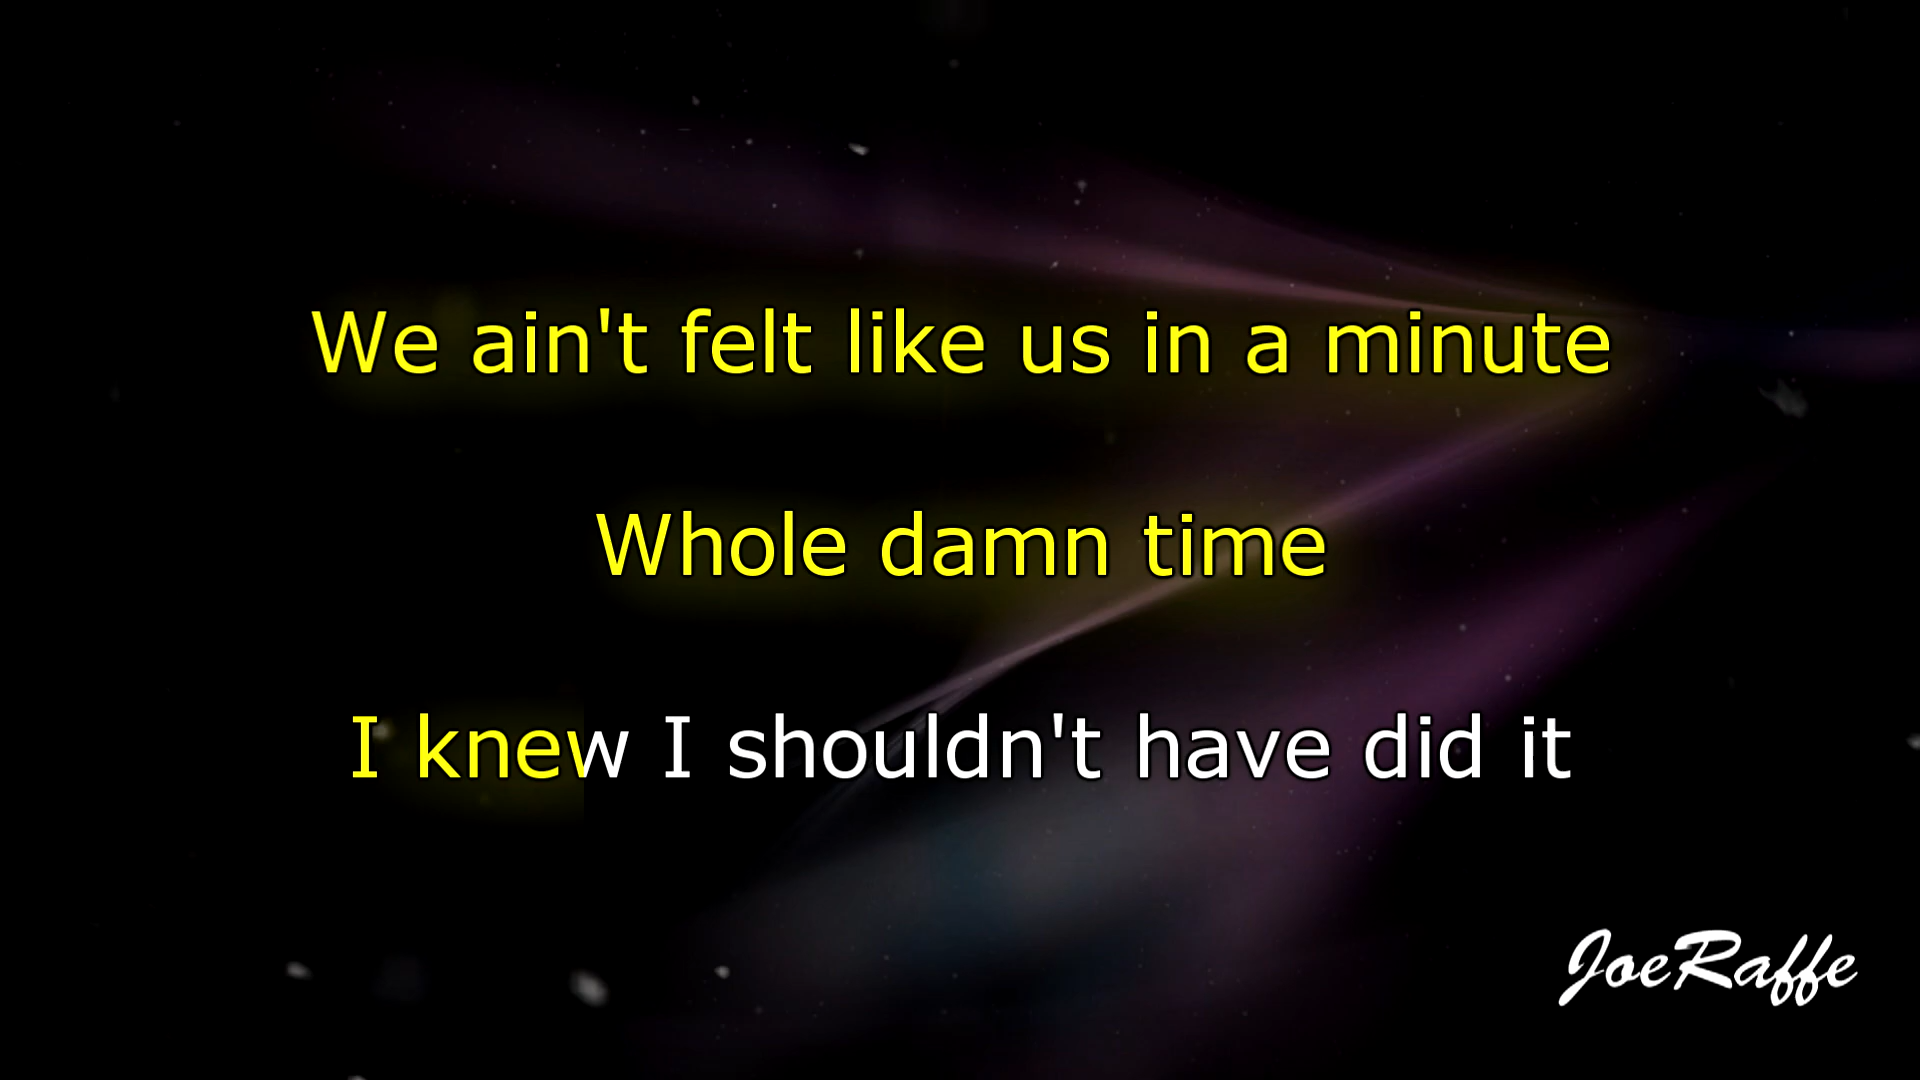 We ain't felt like us in a minute
Whole damn time
I knew I shouldn't have did it
JoeRaffe